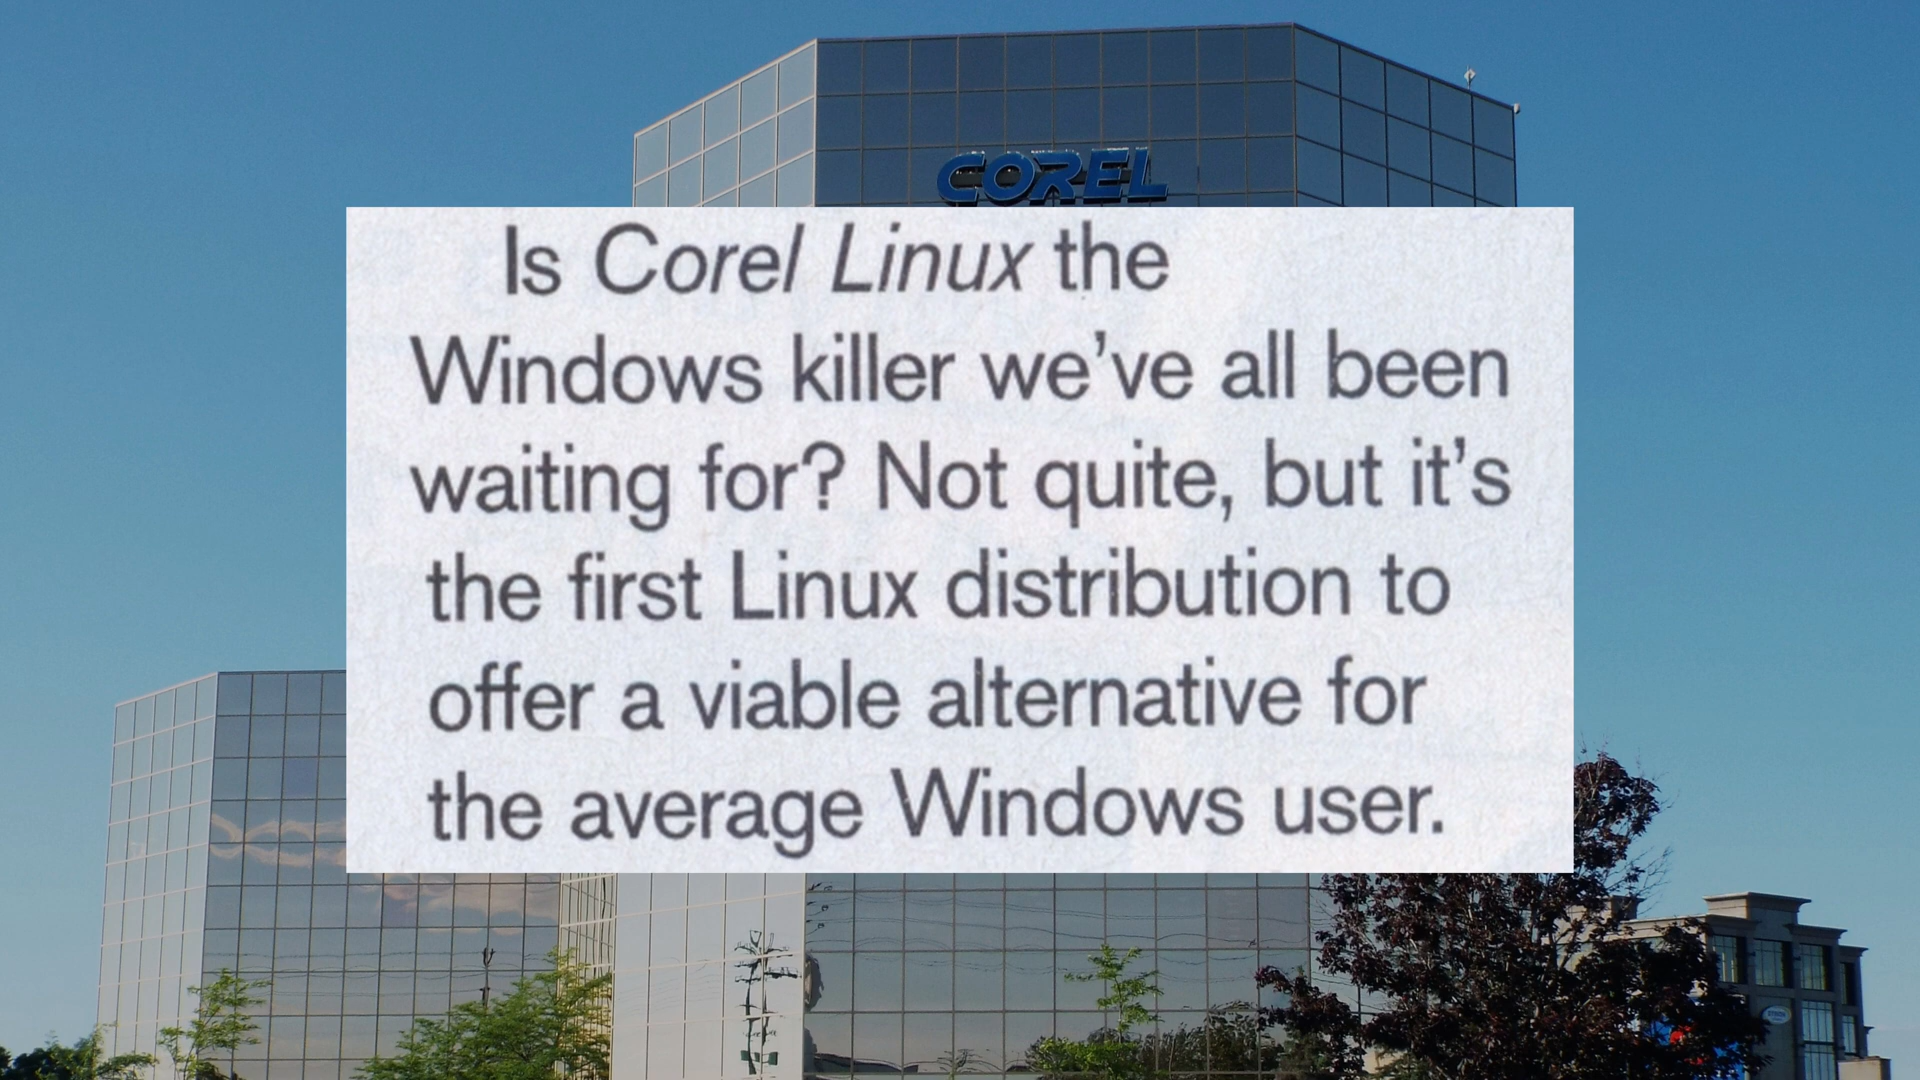 COREL
Is Corel Linux the
Windows killer we've all been
waiting for? Not quite, but it's
the first Linux distribution to
offer a viable alternative for
the average Windows user.